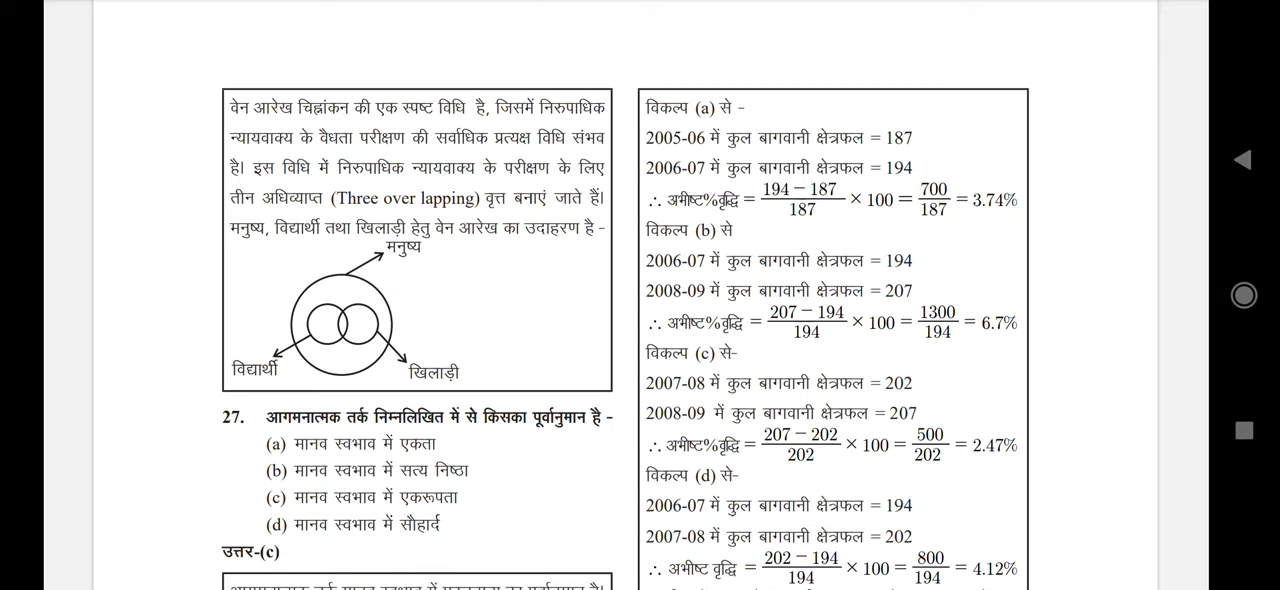 वेन आरेख चिह्नांकन की एक स्पष्ट विधि है, जिसमें निरुपाधिक
न्यायवाक्य के वैधता परीक्षण की सर्वाधिक प्रत्यक्ष विधि संभव
है। इस विधि में निरुपाधिक न्यायवाक्य के परीक्षण के लिए
तीन अधिव्याप्त (Three over lapping) वृत्त बनाएं जाते हैं।
मनुष्य, विद्यार्थी तथा खिलाड़ी हेतु वेन आरेख का उदाहरण है -
मनुष्य
विद्यार्थी
खिलाड़ी
27. आगमनात्मक तर्क निम्नलिखित में से किसका पूर्वानुमान है -
(a) मानव स्वभाव में एकता
(b) मानव स्वभाव में सत्य निष्ठा
(c) मानव स्वभाव में एकरूपता
(d) मानव स्वभाव में सौहार्द
उत्तर-(c)
विकल्प (a) से -
2005-06 में कुल बागवानी क्षेत्रफल = 187
2006-07 में कुल बागवानी क्षेत्रफल = 194
∴ अभीष्ट%वृद्धि = 194 – 187 / 187 × 100 = 700 / 187 = 3.74%
विकल्प (b) से
2006-07 में कुल बागवानी क्षेत्रफल = 194
2008-09 में कुल बागवानी क्षेत्रफल = 207
∴ अभीष्ट%वृद्धि = 207 – 194 / 194 × 100 = 1300 / 194 = 6.7%
विकल्प (c) से-
2007-08 में कुल बागवानी क्षेत्रफल = 202
2008-09 में कुल बागवानी क्षेत्रफल = 207
∴ अभीष्ट%वृद्धि = 207 – 202 / 202 × 100 = 500 / 202 = 2.47%
विकल्प (d) से-
2006-07 में कुल बागवानी क्षेत्रफल = 194
2007-08 में कुल बागवानी क्षेत्रफल = 202
∴ अभीष्ट वृद्धि = 202 – 194 / 194 × 100 = 800 / 194 = 4.12%